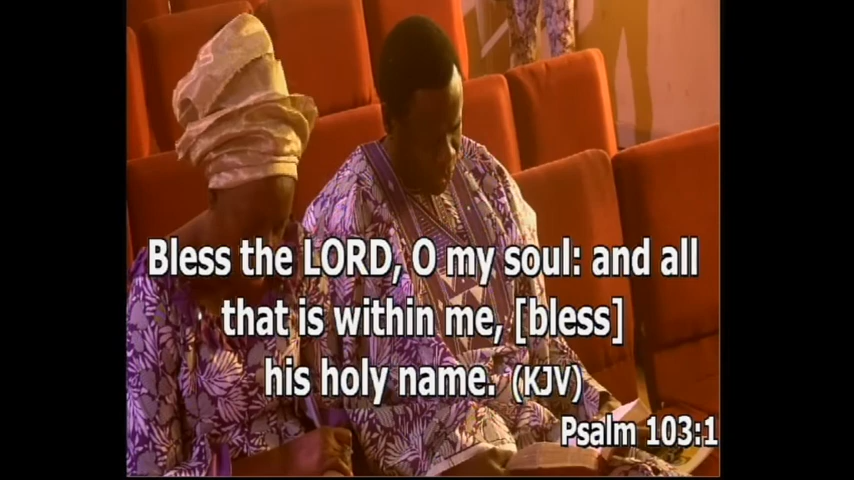 Bless the LORD, O my soul: and all
that is within me, [bless]
his holy name. (KJV)
Psalm 103:1